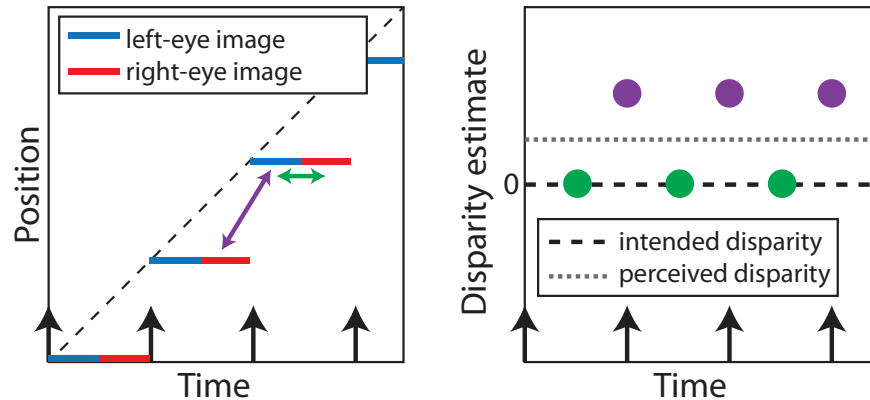 left-eye image
right-eye image
Position
Time
Disparity estimate
0
intended disparity
perceived disparity
Time